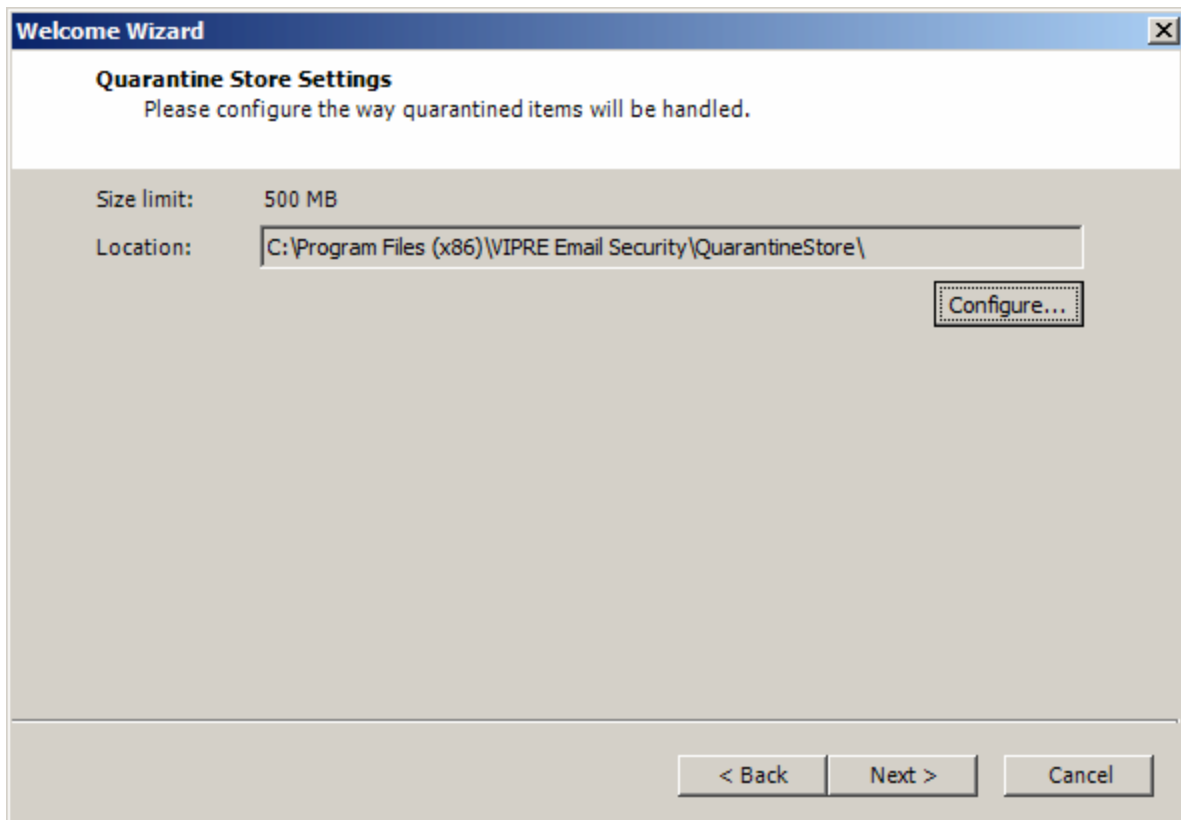 Welcome Wizard
Quarantine Store Settings
Please configure the way quarantined items will be handled.
Size limit: 500 MB
Location: C:\Program Files (x86)\VIPRE Email Security\QuarantineStore\
Configure...
< Back Next > Cancel